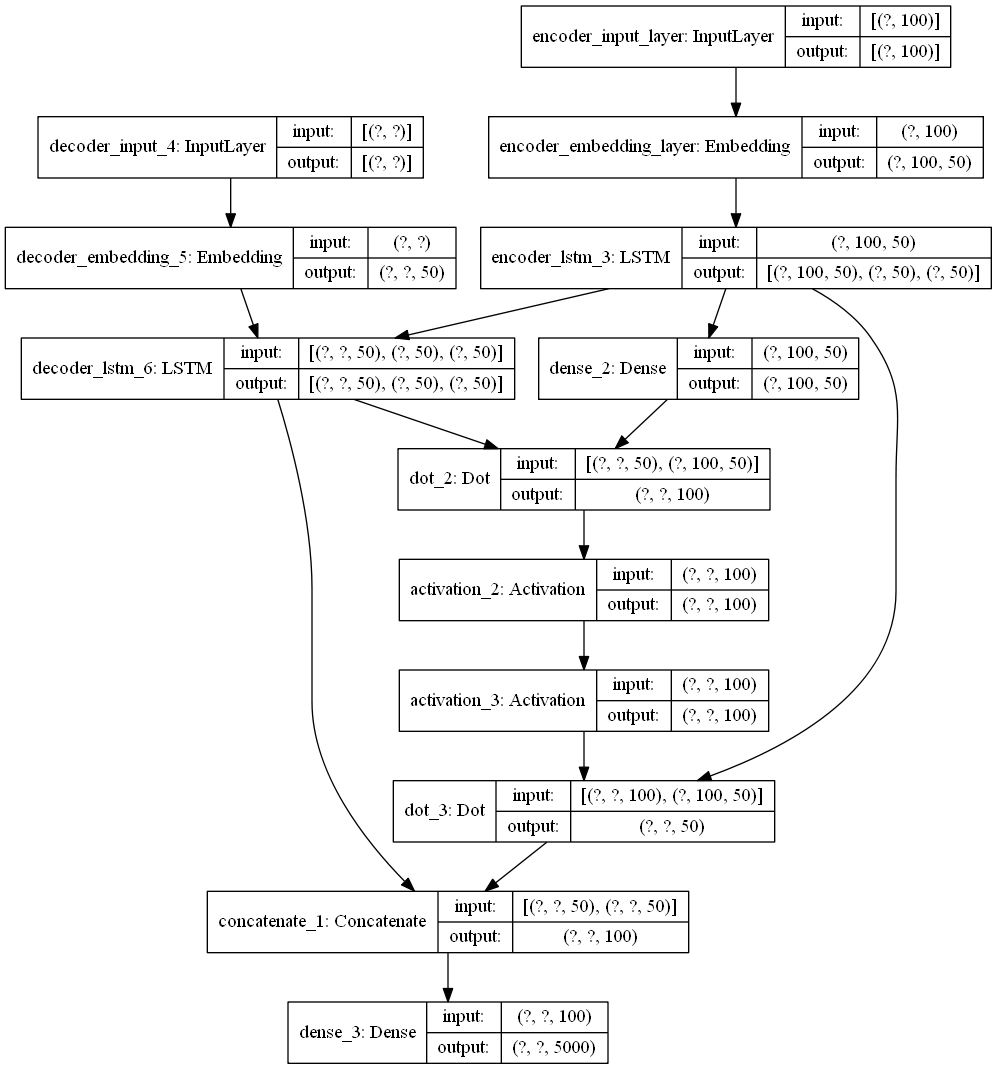 encoder_input_layer: InputLayer
input:
[(?, 100)]
output:
[(?, 100)]
decoder_input_4: InputLayer
input:
[(?, ?)]
output:
[(?, ?)]
encoder_embedding_layer: Embedding
input:
(?, 100)
output:
(?, 100, 50)
decoder_embedding_5: Embedding
input:
(?, ?)
output:
(?, ?, 50)
encoder_lstm_3: LSTM
input:
(?, 100, 50)
output:
[(?, 100, 50), (?, 50), (?, 50)]
decoder_lstm_6: LSTM
input:
[(?, ?, 50), (?, 50), (?, 50)]
output:
[(?, ?, 50), (?, 50), (?, 50)]
dense_2: Dense
input:
(?, 100, 50)
output:
(?, 100, 50)
dot_2: Dot
input:
[(?, ?, 50), (?, 100, 50)]
output:
(?, ?, 100)
activation_2: Activation
input:
(?, ?, 100)
output:
(?, ?, 100)
activation_3: Activation
input:
(?, ?, 100)
output:
(?, ?, 100)
dot_3: Dot
input:
[(?, ?, 100), (?, 100, 50)]
output:
(?, ?, 50)
concatenate_1: Concatenate
input:
[(?, ?, 50), (?, ?, 50)]
output:
(?, ?, 100)
dense_3: Dense
input:
(?, ?, 100)
output:
(?, ?, 5000)